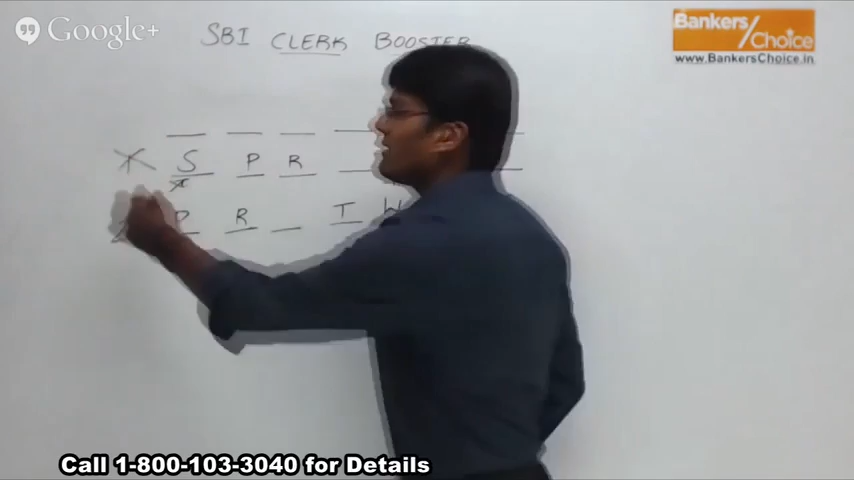 Google+
SBI CLERK BOOSTER
Bankers/Choice
www.BankersChoice.in
S P R
P R _ T
Call 1-800-103-3040 for Details